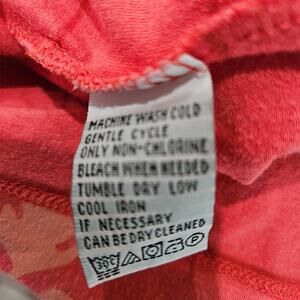 MACHINE WASH COLD
GENTLE CYCLE
ONLY NON-CHLORINE
BLEACH WHEN NEEDED
TUMBLE DRY LOW
COOL IRON
IF NECESSARY
CAN BE DRY CLEANED
30C P